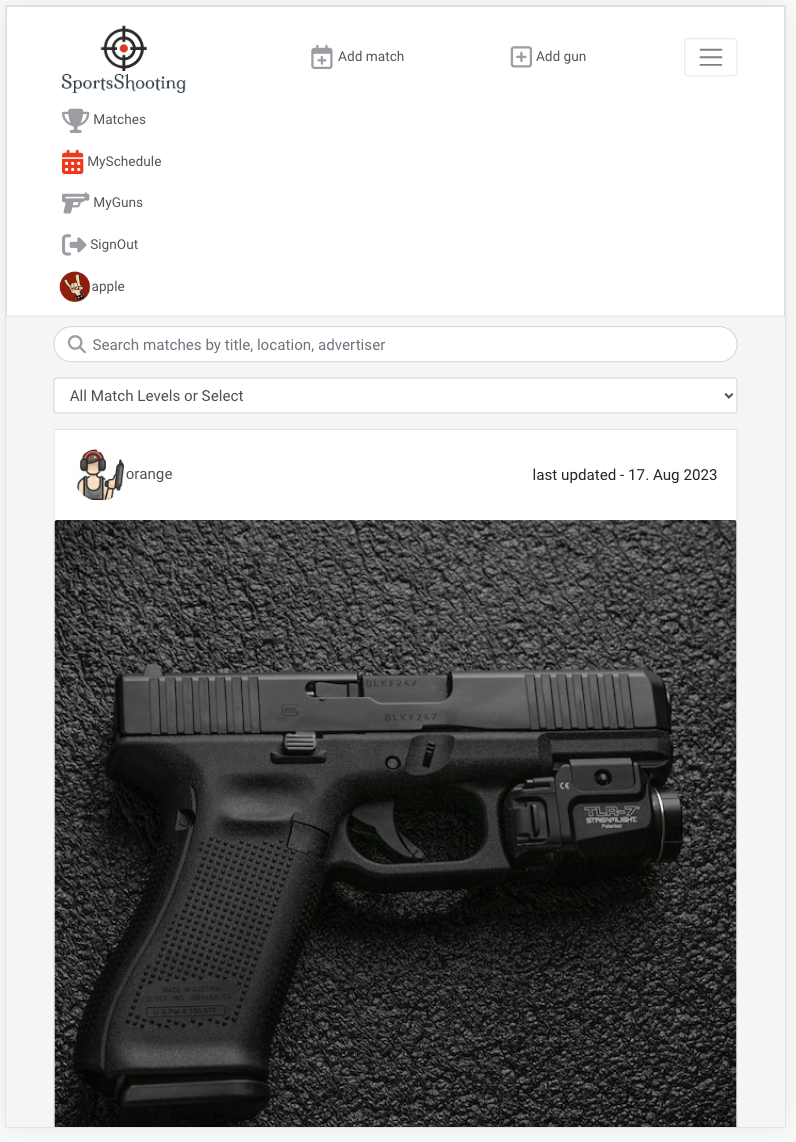 SportsShooting
Add match
Add gun
Matches
MySchedule
MyGuns
SignOut
apple
Search matches by title, location, advertiser
All Match Levels or Select
orange
last updated - 17. Aug 2023
BLKF247
BLKF247
CE
TLR-7
STREAMLIGHT
Patented
MADE IN AUSTRIA
GLOCK, INC., SMYRNA, GA